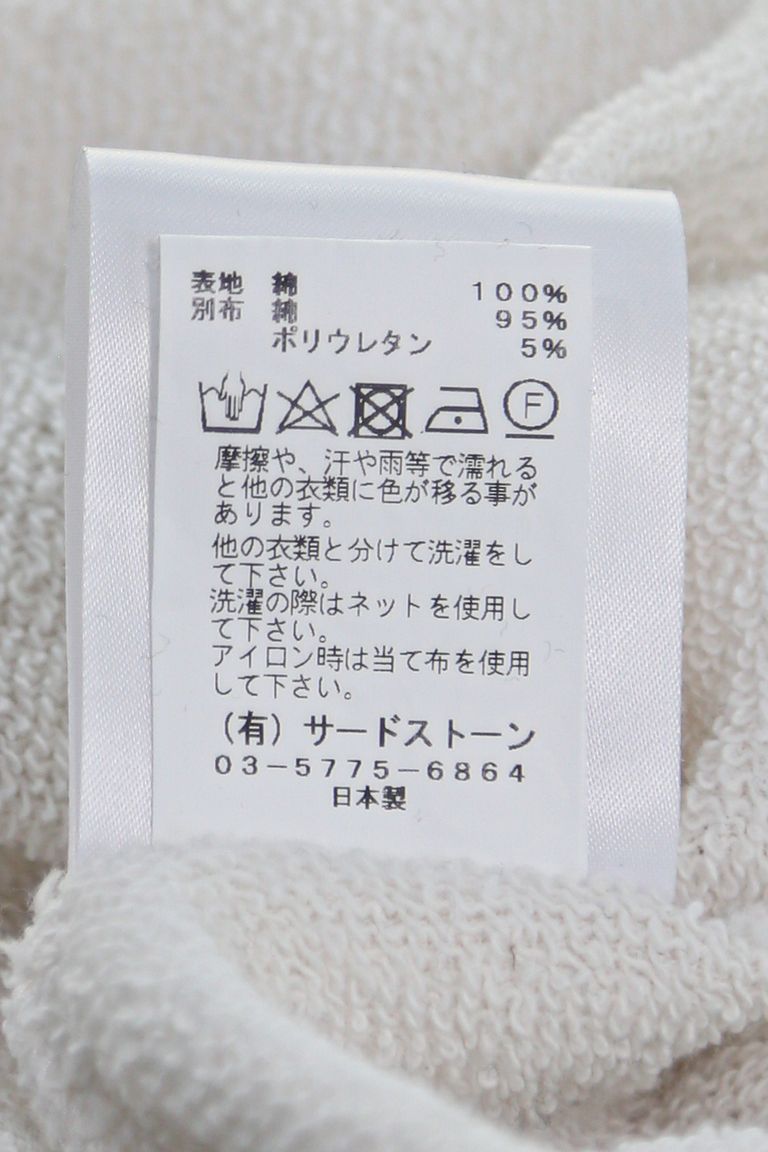 表地 綿 100%
別布 綿 95%
ポリウレタン 5%
F
摩擦や、汗や雨等で濡れる
と他の衣類に色が移る事が
あります。
他の衣類と分けて洗濯をし
て下さい。
洗濯の際はネットを使用し
て下さい。
アイロン時は当て布を使用
して下さい。
（有）サードストーン
03-5775-6864
日本製